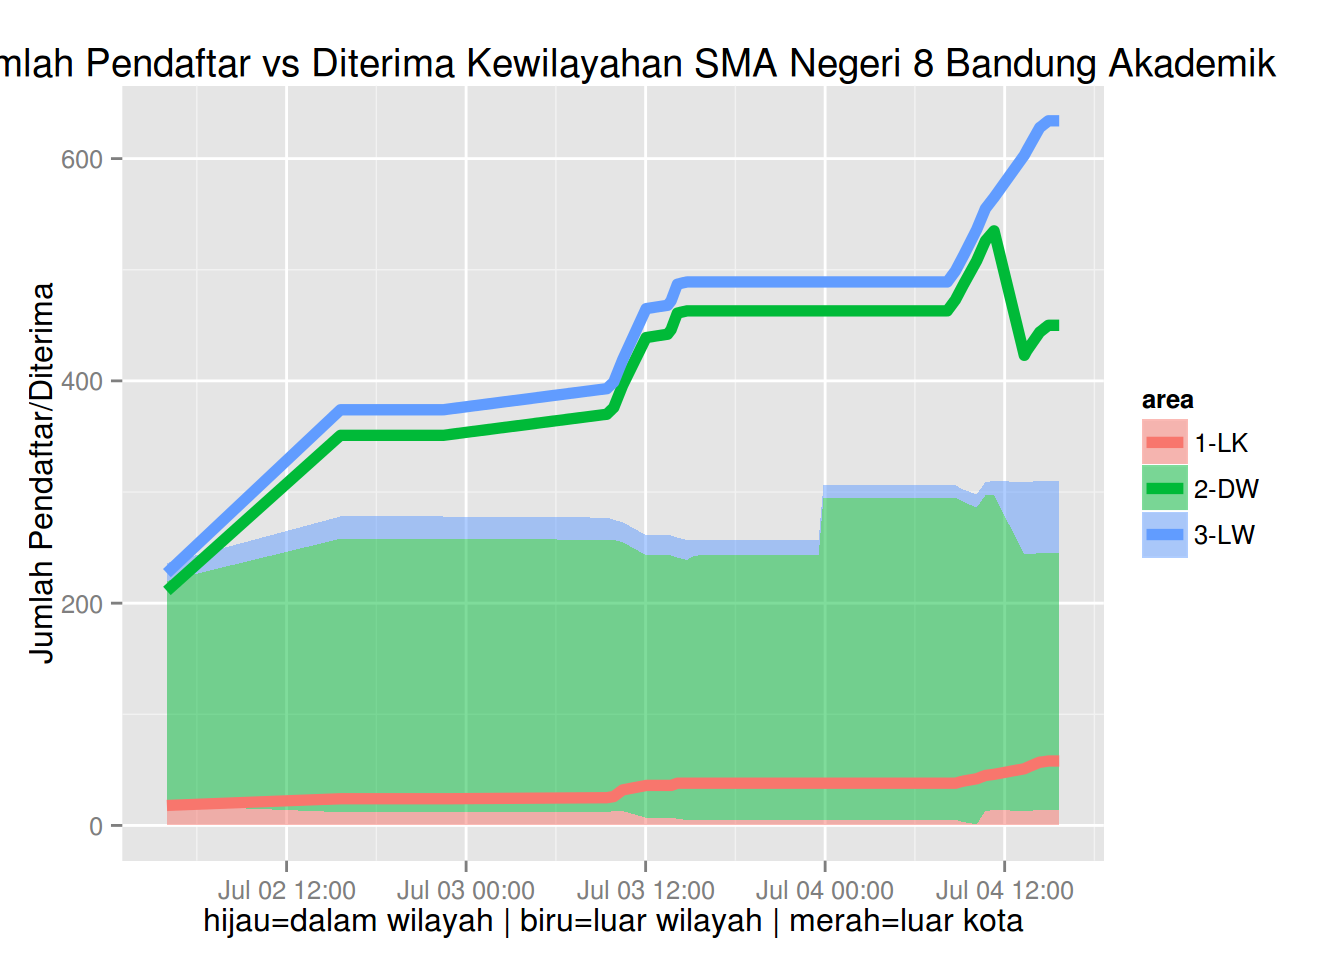 mlah Pendaftar vs Diterima Kewilayahan SMA Negeri 8 Bandung Akademik
Jumlah Pendaftar/Diterima
600
400
200
0
Jul 02 12:00
Jul 03 00:00
Jul 03 12:00
Jul 04 00:00
Jul 04 12:00
hijau=dalam wilayah | biru=luar wilayah | merah=luar kota
area
1-LK
2-DW
3-LW